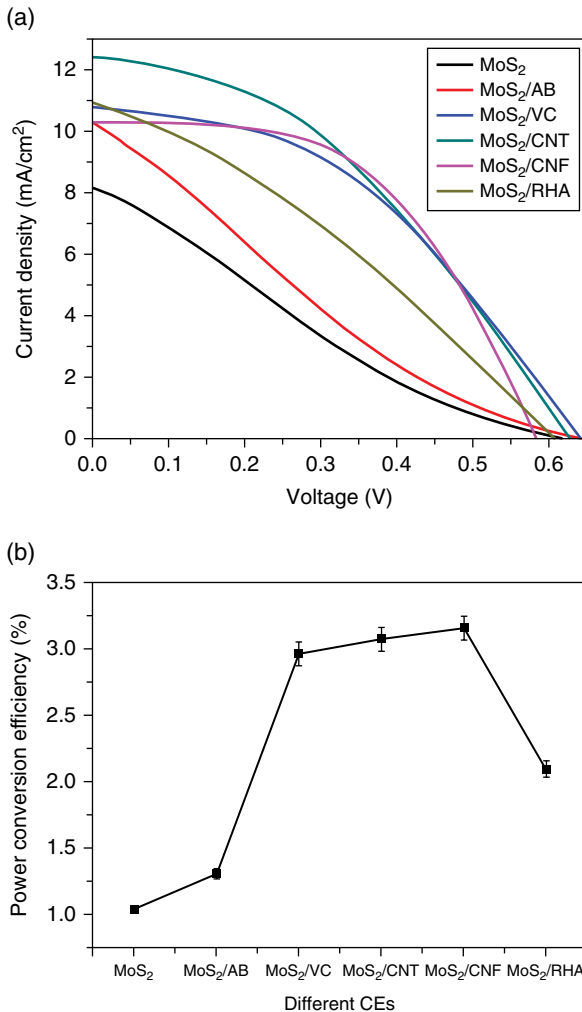 (a)
12
10
8
6
4
2
0
Current density (mA/cm²)
0.0 0.1 0.2 0.3 0.4 0.5 0.6
Voltage (V)
MoS₂
MoS₂/AB
MoS₂/VC
MoS₂/CNT
MoS₂/CNF
MoS₂/RHA
(b)
3.5
3.0
2.5
2.0
1.5
1.0
Power conversion efficiency (%)
MoS₂ MoS₂/AB MoS₂/VC MoS₂/CNT MoS₂/CNF MoS₂/RHA
Different CEs